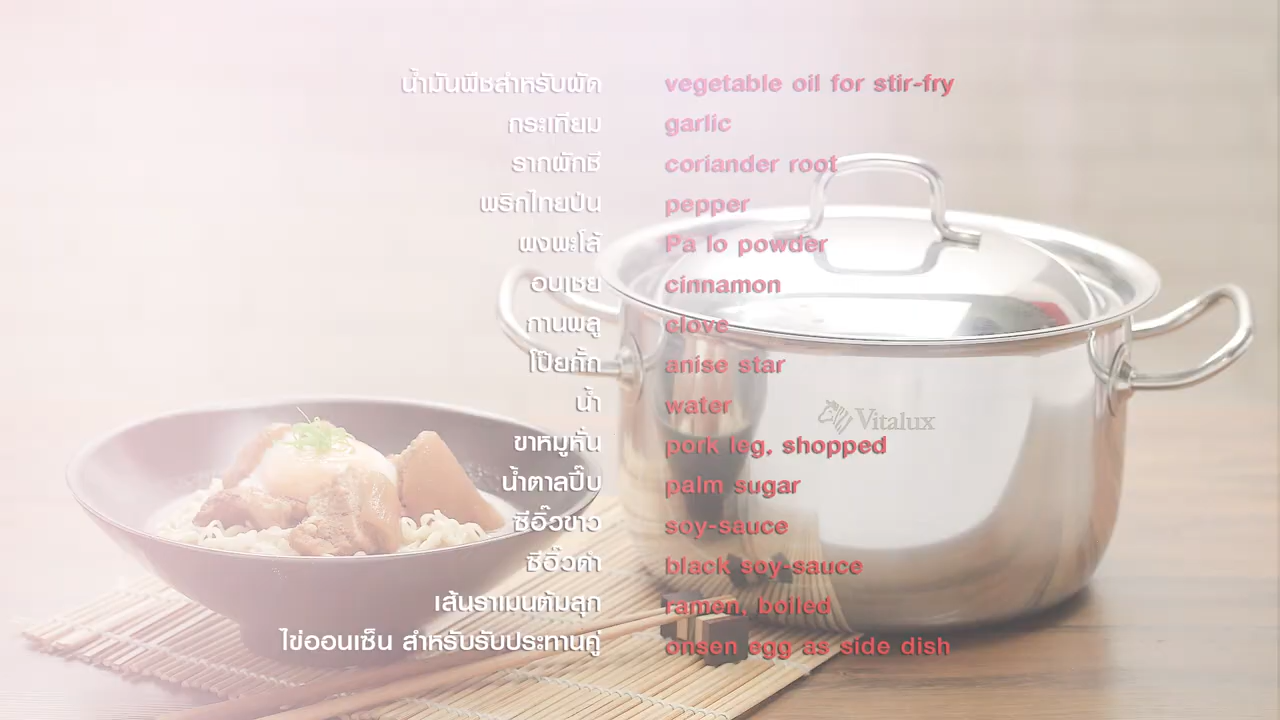 น้ำมันพืชสำหรับผัด vegetable oil for stir-fry
กระเทียม garlic
รากผักชี coriander root
พริกไทยป่น pepper
ผงพะโล้ Pa lo powder
อบเชย cinnamon
กานพลู clove
โป๊ยกั้ก anise star
น้ำ water
ขาหมูหั่น pork leg, shopped
น้ำตาลปี๊บ palm sugar
ซีอิ๊วขาว soy-sauce
ซีอิ๊วดำ black soy-sauce
เส้นราเมนต้มสุก ramen, boiled
ไข่ออนเซ็น สำหรับรับประทานคู่ onsen egg as side dish
Vitalux